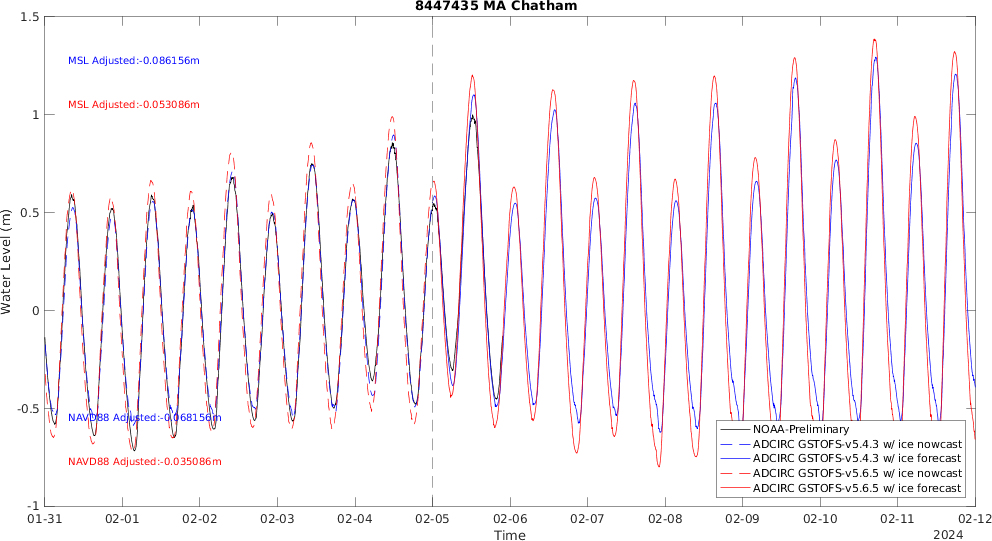 8447435 MA Chatham
1.5
MSL Adjusted:-0.086156m
MSL Adjusted:-0.053086m
1
0.5
Water Level (m)
0
-0.5
NAVD88 Adjusted:-0.068156m
NOAA-Preliminary
ADCIRC GSTOFS-v5.4.3 w/ ice nowcast
NAVD88 Adjusted:-0.035086m
ADCIRC GSTOFS-v5.4.3 w/ ice forecast
ADCIRC GSTOFS-v5.6.5 w/ ice nowcast
ADCIRC GSTOFS-v5.6.5 w/ ice forecast
-1
01-31 02-01 02-02 02-03 02-04 02-05 02-06 02-07 02-08 02-09 02-10 02-11 02-12
Time
2024